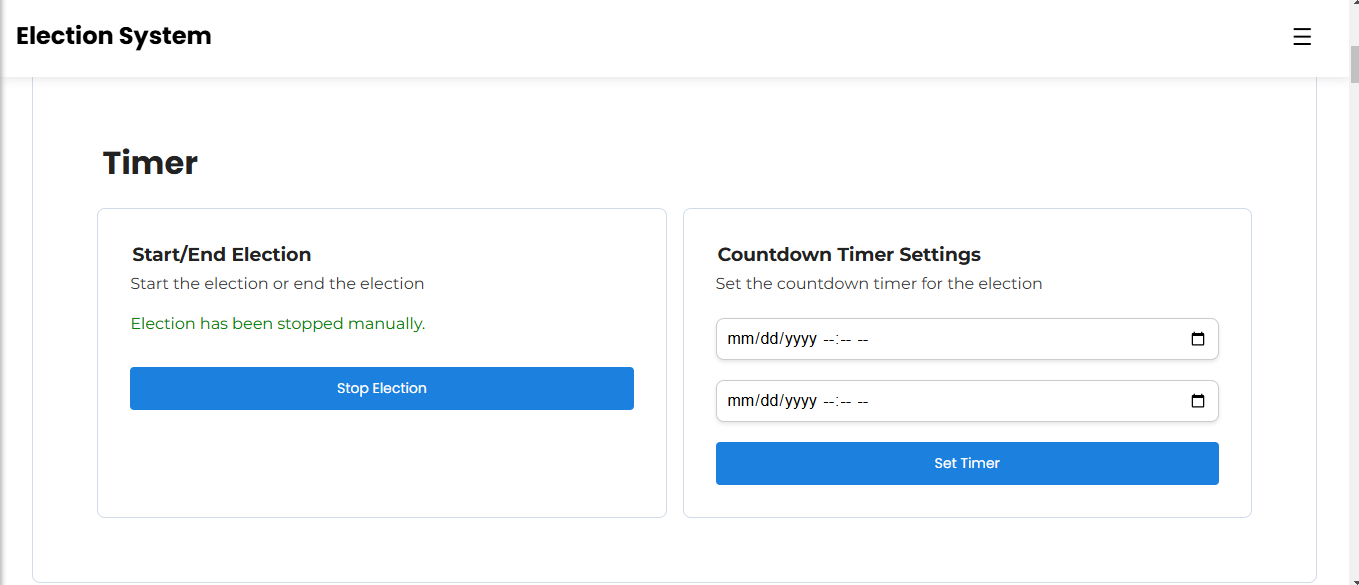 Election System
Timer
Start/End Election
Start the election or end the election
Election has been stopped manually.
Stop Election
Countdown Timer Settings
Set the countdown timer for the election
mm/dd/yyyy --:-- --
mm/dd/yyyy --:-- --
Set Timer